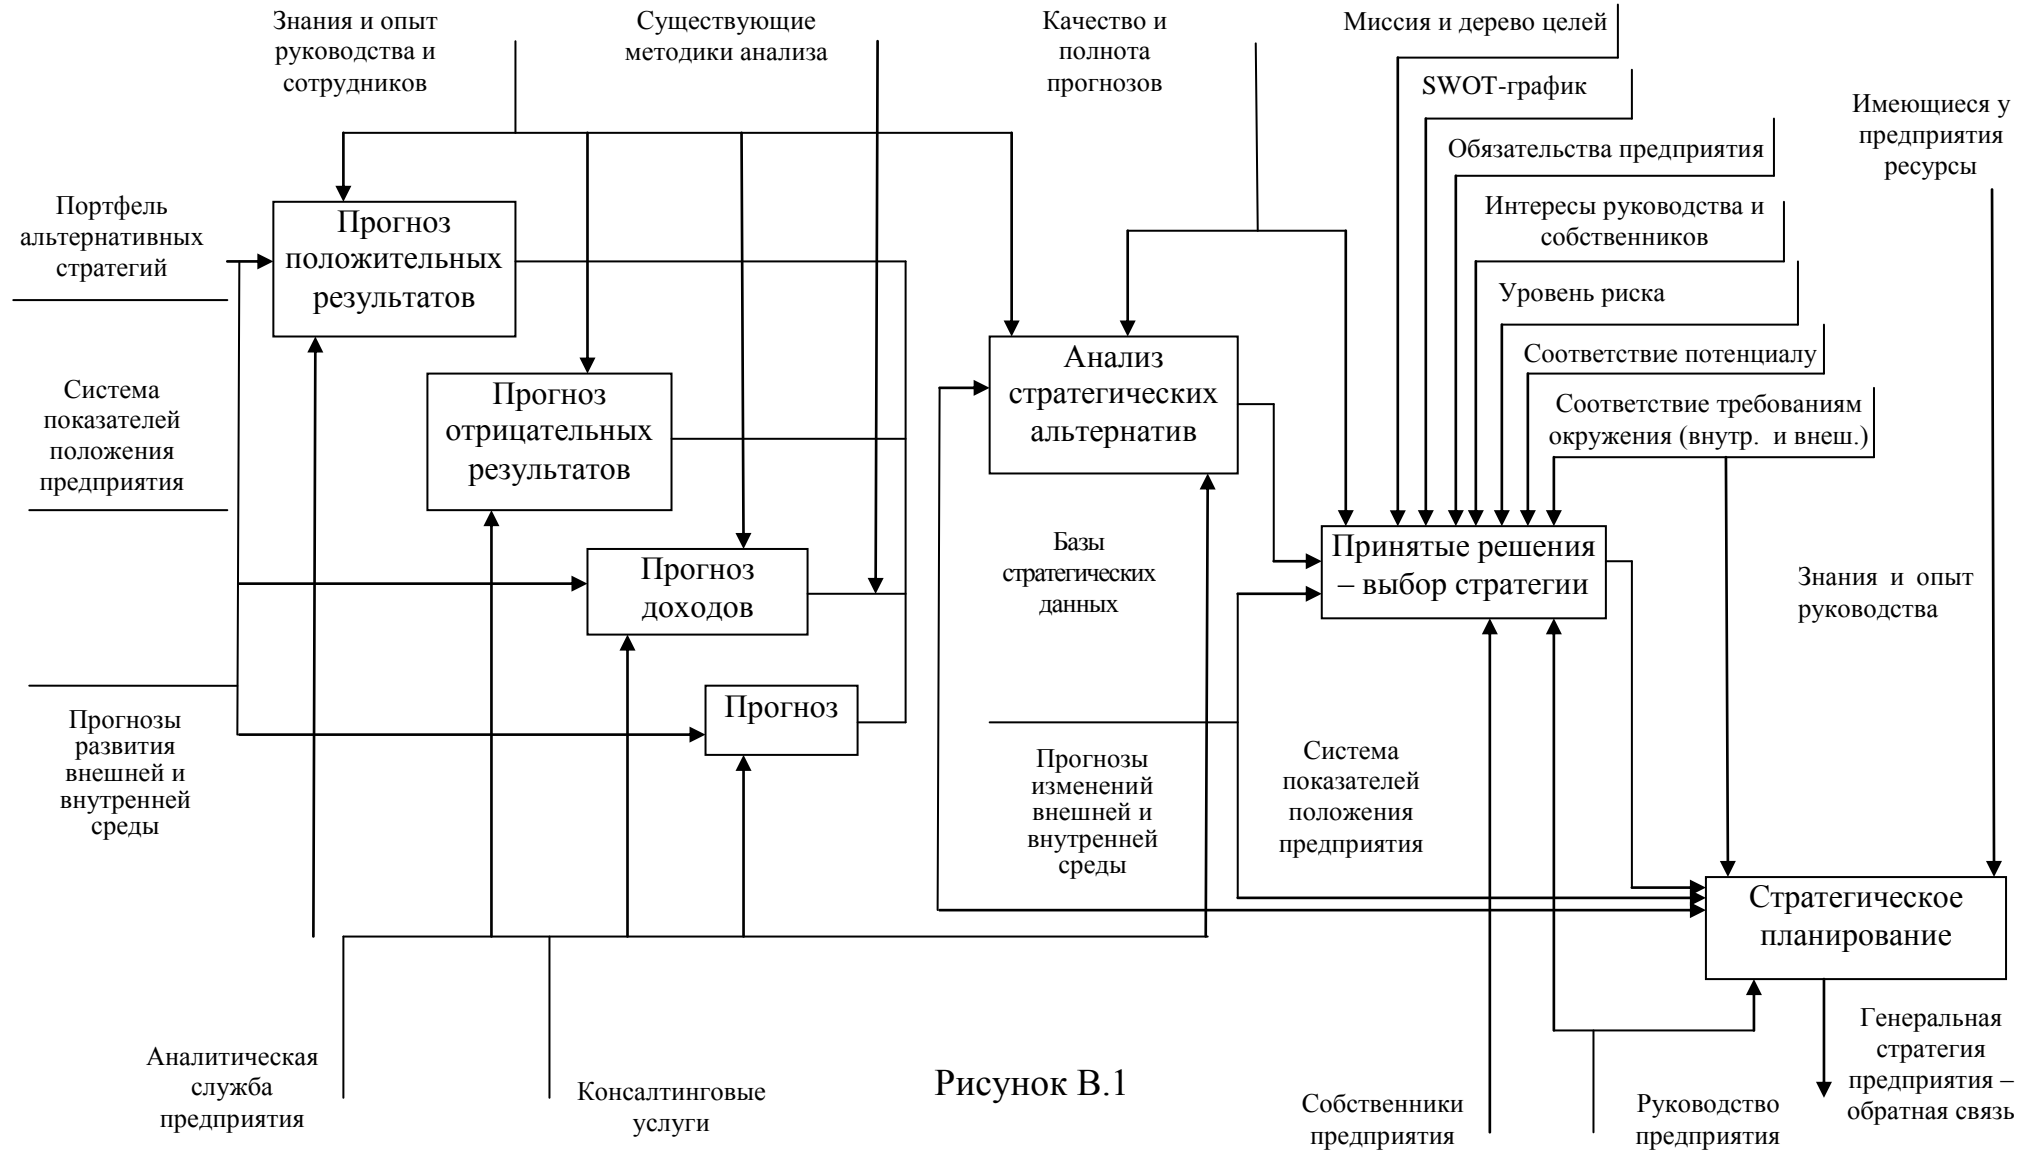 Знания и опыт
руководства и
сотрудников
Существующие
методики анализа
Качество и
полнота
прогнозов
Миссия и дерево целей
SWOT-график
Обязательства предприятия
Интересы руководства и
собственников
Уровень риска
Соответствие потенциалу
Соответствие требованиям
окружения (внутр. и внеш.)
Имеющиеся у
предприятия
ресурсы
Портфель
альтернативных
стратегий
Прогноз
положительных
результатов
Система
показателей
положения
предприятия
Прогноз
отрицательных
результатов
Анализ
стратегических
альтернатив
Прогноз
доходов
Базы
стратегических
данных
Принятые решения
– выбор стратегии
Знания и опыт
руководства
Прогнозы
развития
внешней и
внутренней
среды
Прогноз
Прогнозы
изменений
внешней и
внутренней
среды
Система
показателей
положения
предприятия
Стратегическое
планирование
Аналитическая
служба
предприятия
Консалтинговые
услуги
Рисунок В.1
Собственники
предприятия
Руководство
предприятия
Генеральная
стратегия
предприятия –
обратная связь